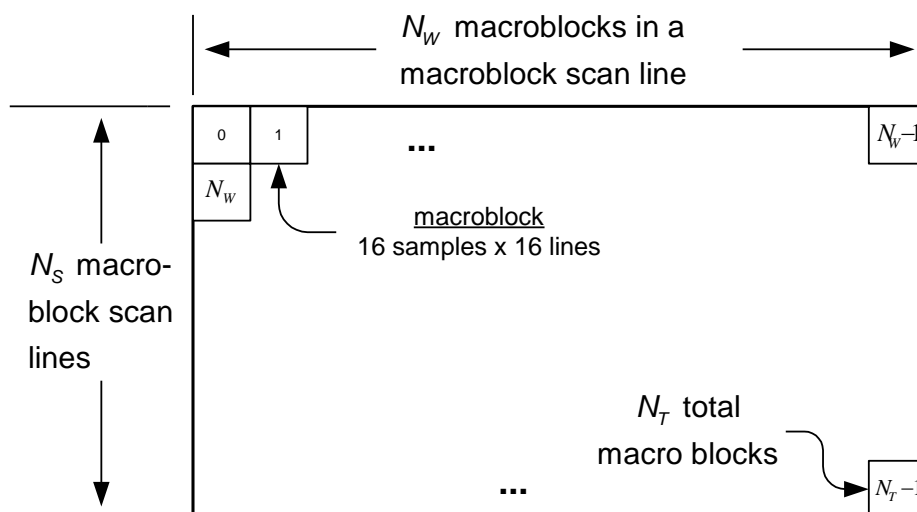 N_W macroblocks in a
macroblock scan line
0
1
...
N_W–1
N_W
macroblock
16 samples x 16 lines
N_S macro-
block scan
lines
N_T total
macro blocks
...
N_T–1